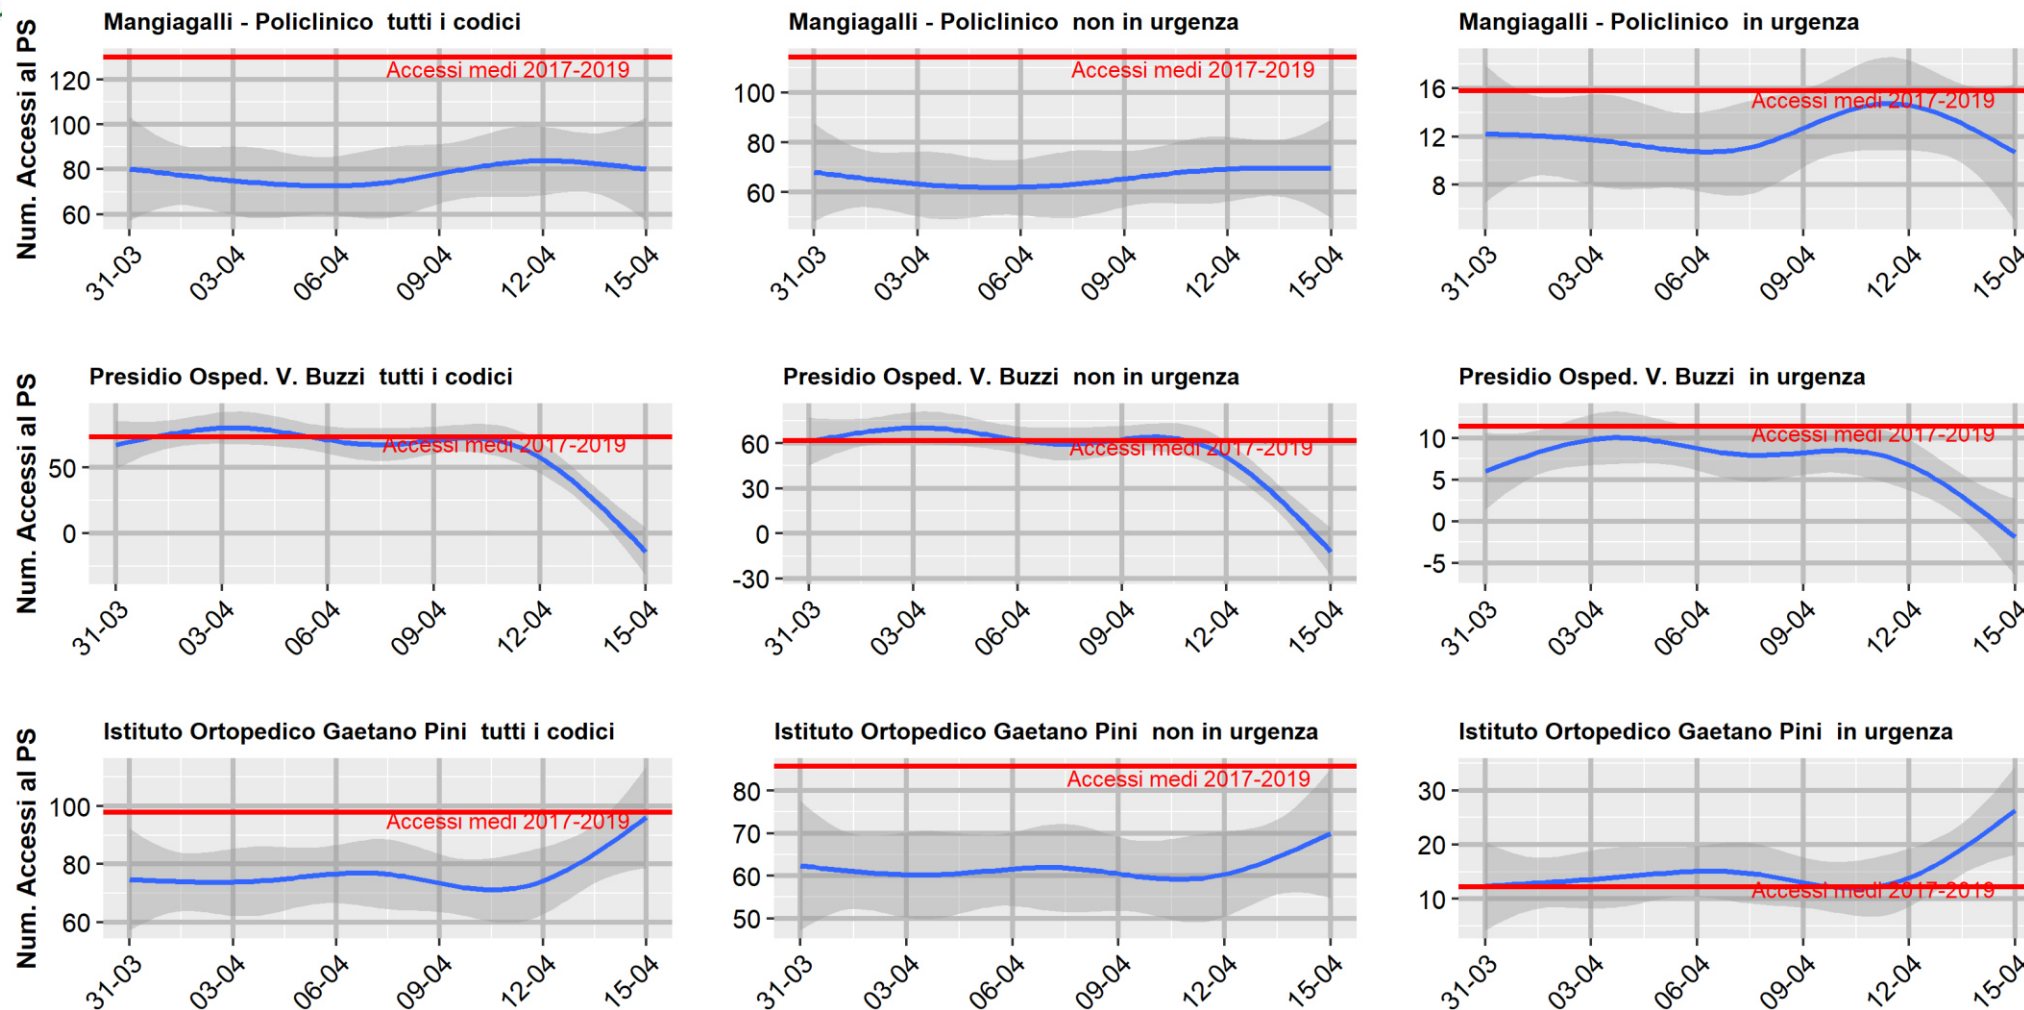 Mangiagalli - Policlinico tutti i codici
Mangiagalli - Policlinico non in urgenza
Mangiagalli - Policlinico in urgenza
Num. Accessi al PS
120
100
80
60
Accessi medi 2017-2019
31-03 03-04 06-04 09-04 12-04 15-04
100
80
60
Accessi medi 2017-2019
31-03 03-04 06-04 09-04 12-04 15-04
16
12
8
Accessi medi 2017-2019
31-03 03-04 06-04 09-04 12-04 15-04
Presidio Osped. V. Buzzi tutti i codici
Presidio Osped. V. Buzzi non in urgenza
Presidio Osped. V. Buzzi in urgenza
Num. Accessi al PS
50
0
Accessi medi 2017-2019
31-03 03-04 06-04 09-04 12-04 15-04
60
30
0
-30
Accessi medi 2017-2019
31-03 03-04 06-04 09-04 12-04 15-04
10
5
0
-5
Accessi medi 2017-2019
31-03 03-04 06-04 09-04 12-04 15-04
Istituto Ortopedico Gaetano Pini tutti i codici
Istituto Ortopedico Gaetano Pini non in urgenza
Istituto Ortopedico Gaetano Pini in urgenza
Num. Accessi al PS
100
80
60
Accessi medi 2017-2019
31-03 03-04 06-04 09-04 12-04 15-04
80
70
60
50
Accessi medi 2017-2019
31-03 03-04 06-04 09-04 12-04 15-04
30
20
10
Accessi medi 2017-2019
31-03 03-04 06-04 09-04 12-04 15-04